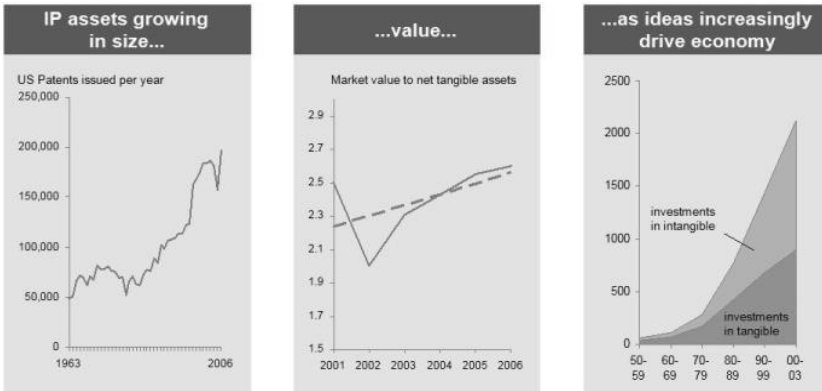 IP assets growing
in size...
US Patents issued per year
250,000
200,000
150,000
100,000
50,000
0
1963
2006
...value...
Market value to net tangible assets
2.9
2.7
2.5
2.3
2.1
1.9
1.7
1.5
2001 2002 2003 2004 2005 2006
...as ideas increasingly
drive economy
2500
2000
1500
1000
500
0
investments
in intangible
investments
in tangible
50- 60- 70- 80- 90- 00-
59 69 79 89 99 03